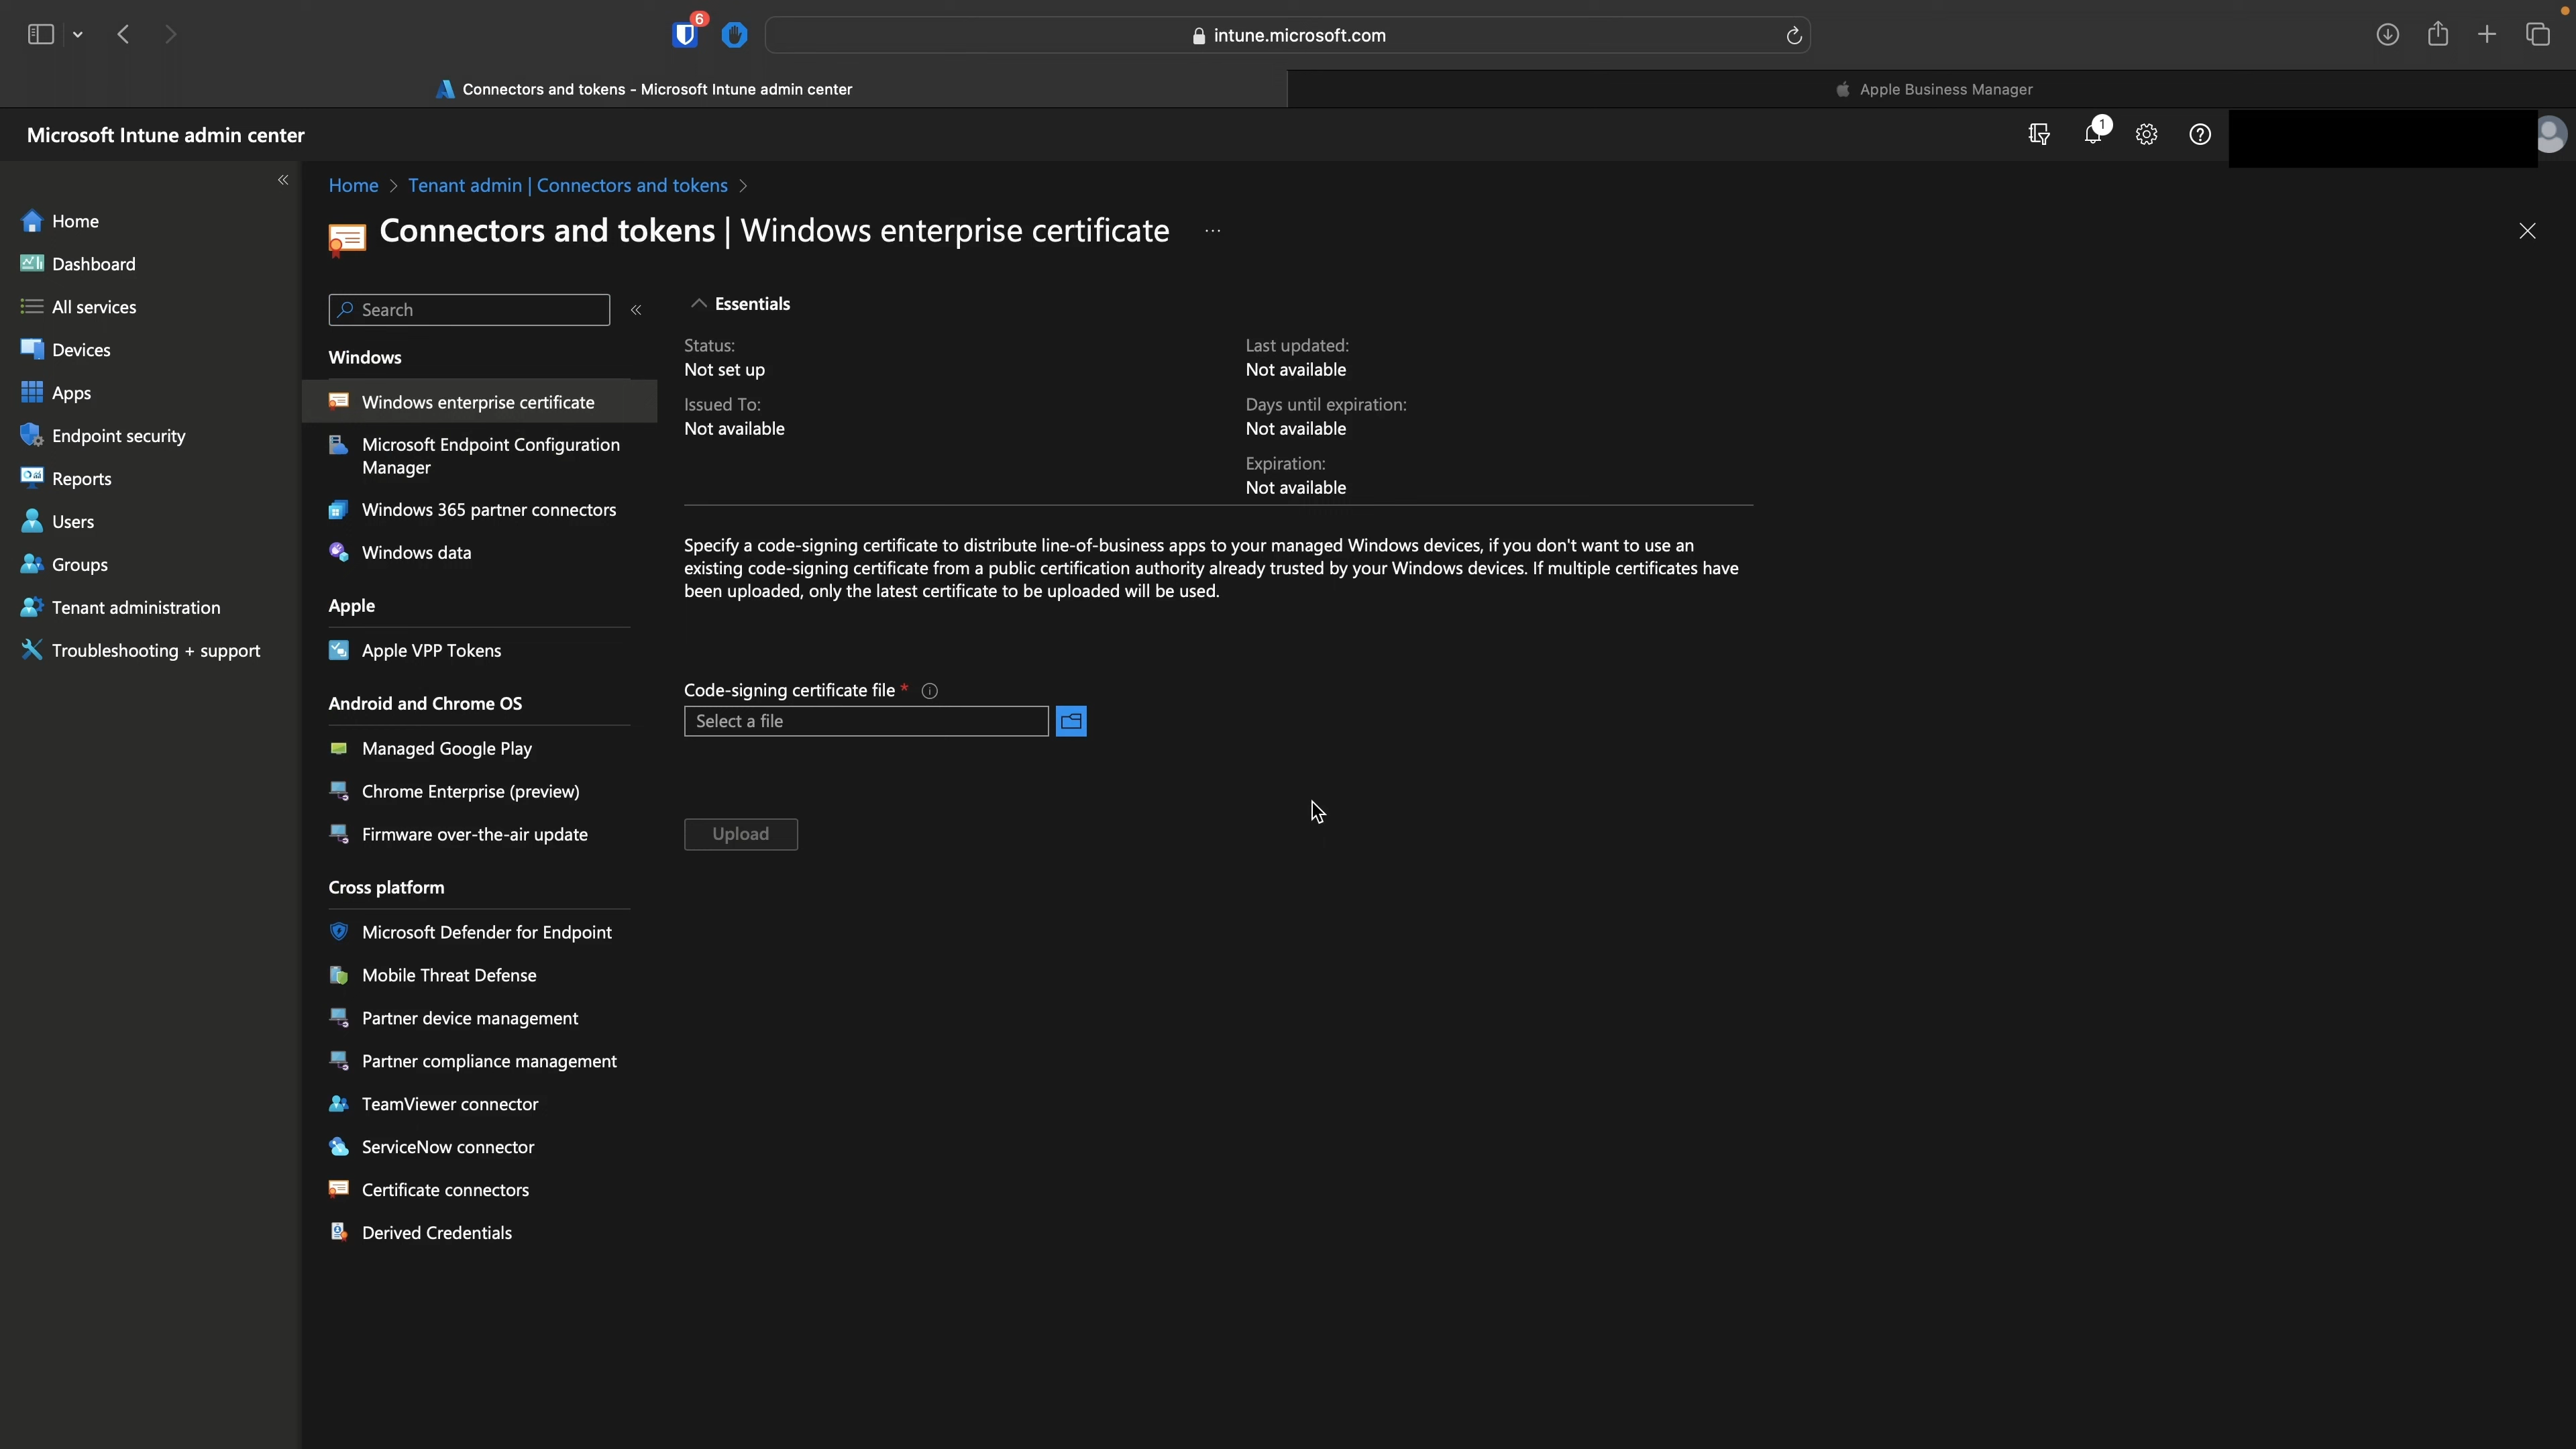 6
intune.microsoft.com
Connectors and tokens - Microsoft Intune admin center
Apple Business Manager
Microsoft Intune admin center
1
Home > Tenant admin | Connectors and tokens >
Connectors and tokens | Windows enterprise certificate ...
Home
Dashboard
All services
Devices
Apps
Endpoint security
Reports
Users
Groups
Tenant administration
Troubleshooting + support
Search
Windows
Windows enterprise certificate
Microsoft Endpoint Configuration
Manager
Windows 365 partner connectors
Windows data
Apple
Apple VPP Tokens
Android and Chrome OS
Managed Google Play
Chrome Enterprise (preview)
Firmware over-the-air update
Cross platform
Microsoft Defender for Endpoint
Mobile Threat Defense
Partner device management
Partner compliance management
TeamViewer connector
ServiceNow connector
Certificate connectors
Derived Credentials
Essentials
Status:
Not set up
Issued To:
Not available
Last updated:
Not available
Days until expiration:
Not available
Expiration:
Not available
Specify a code-signing certificate to distribute line-of-business apps to your managed Windows devices, if you don't want to use an
existing code-signing certificate from a public certification authority already trusted by your Windows devices. If multiple certificates have
been uploaded, only the latest certificate to be uploaded will be used.
Code-signing certificate file *
Select a file
Upload